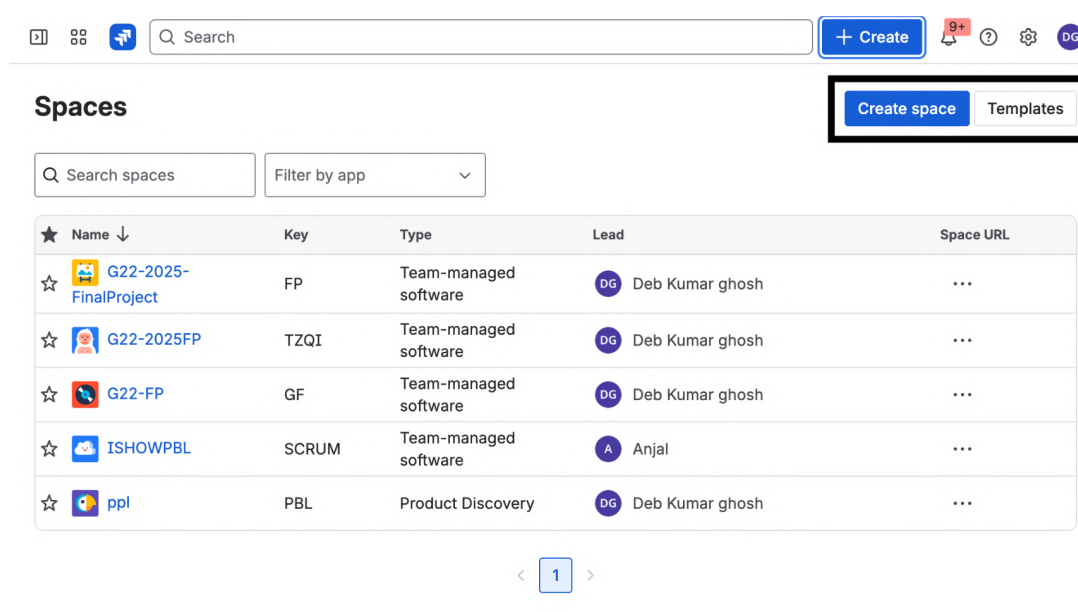 Search
+ Create
9+
DG
Spaces
Create space
Templates
Search spaces
Filter by app
Name
Key
Type
Lead
Space URL
G22-2025-
FinalProject
FP
Team-managed
software
DG
Deb Kumar ghosh
G22-2025FP
TZQI
Team-managed
software
DG
Deb Kumar ghosh
G22-FP
GF
Team-managed
software
DG
Deb Kumar ghosh
ISHOWPBL
SCRUM
Team-managed
software
A
Anjal
ppl
PBL
Product Discovery
DG
Deb Kumar ghosh
1